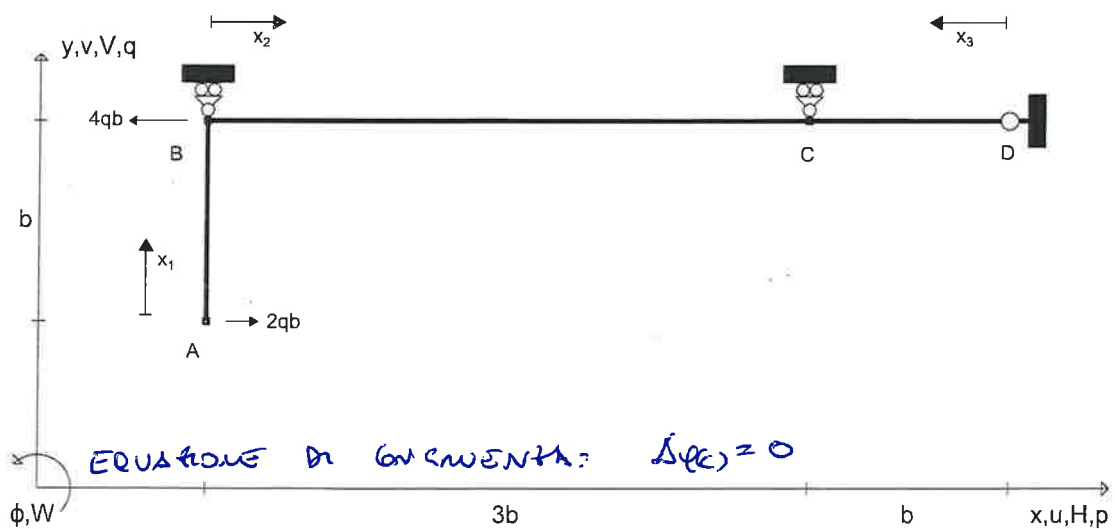 x₂
x₃
y,v,V,q
4qb
B
C
D
b
x₁
2qb
A
EQUAZIONE DI CONGRUENZA: Δφ(C) = 0
ϕ,W
3b
b
x,u,H,p